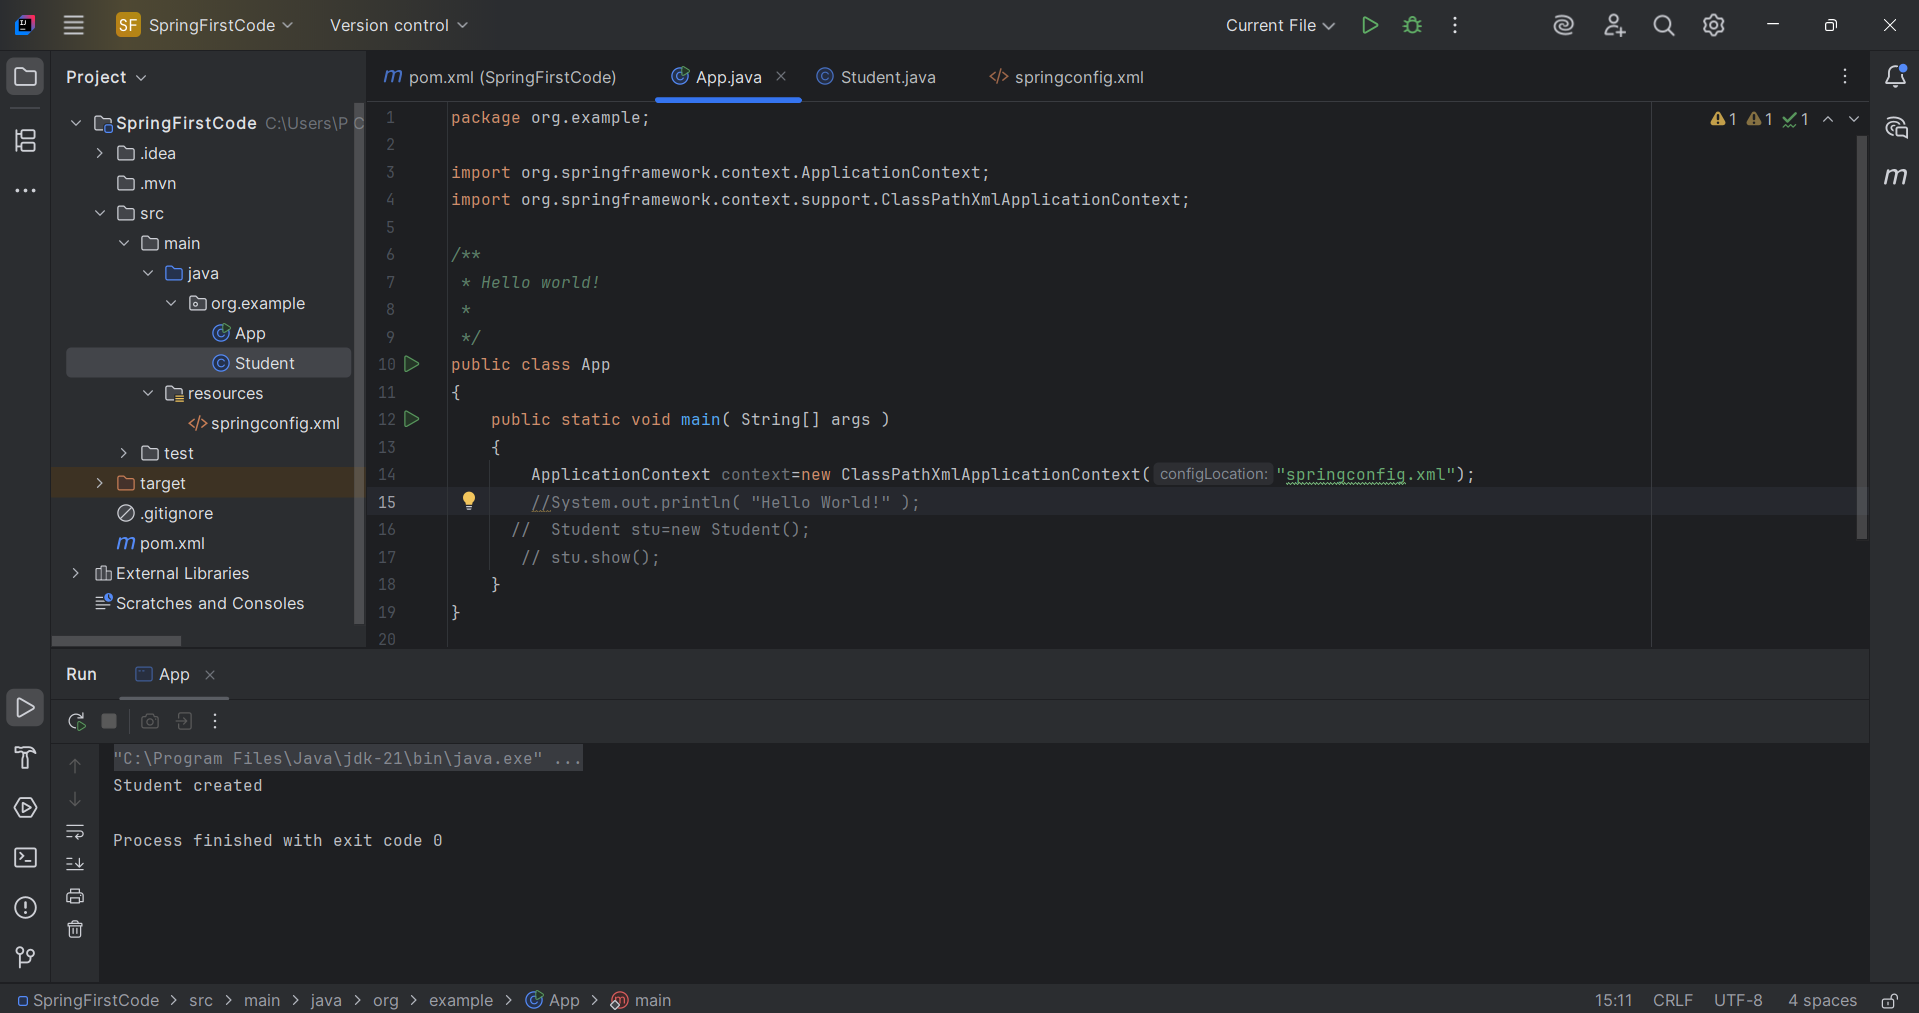 SF SpringFirstCode Version control Current File
Project
pom.xml (SpringFirstCode) App.java Student.java springconfig.xml
SpringFirstCode C:\Users\P C
.idea
.mvn
src
main
java
org.example
App
Student
resources
springconfig.xml
test
target
.gitignore
pom.xml
External Libraries
Scratches and Consoles
1 1 1
1 package org.example;
2
3 import org.springframework.context.ApplicationContext;
4 import org.springframework.context.support.ClassPathXmlApplicationContext;
5
6 /**
7 * Hello world!
8 *
9 */
10 public class App
11 {
12 public static void main( String[] args )
13 {
14 ApplicationContext context=new ClassPathXmlApplicationContext( configLocation: "springconfig.xml");
15 //System.out.println( "Hello World!" );
16 // Student stu=new Student();
17 // stu.show();
18 }
19 }
20
Run App
"C:\Program Files\Java\jdk-21\bin\java.exe" ...
Student created
Process finished with exit code 0
SpringFirstCode > src > main > java > org > example > App > main 15:11 CRLF UTF-8 4 spaces